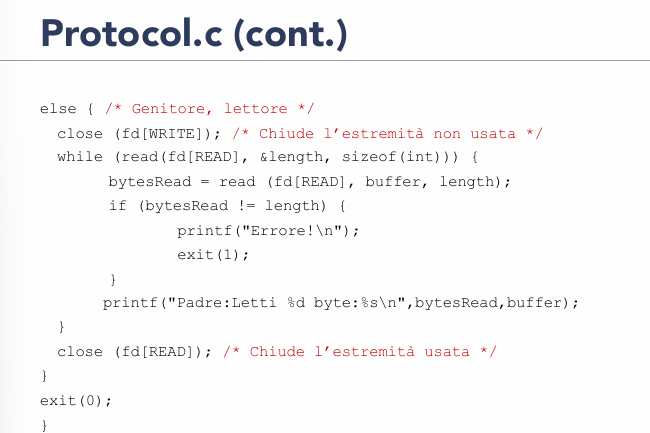 Protocol.c (cont.)
else { /* Genitore, lettore */
close (fd[WRITE]); /* Chiude l’estremità non usata */
while (read(fd[READ], &length, sizeof(int))) {
bytesRead = read (fd[READ], buffer, length);
if (bytesRead != length) {
printf("Errore!\n");
exit(1);
}
printf("Padre:Letti %d byte:%s\n",bytesRead,buffer);
}
close (fd[READ]); /* Chiude l’estremità usata */
}
exit(0);
}